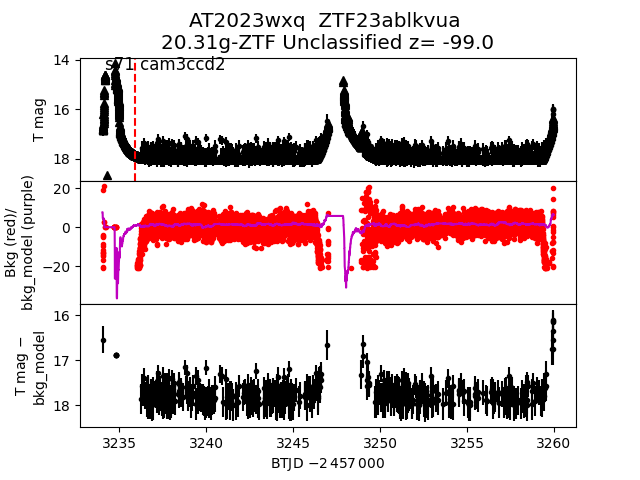 AT2023wxq  ZTF23ablkvua
20.31g-ZTF Unclassified z= -99.0
s71 cam3ccd2
14
16
18
T mag
20
0
−20
Bkg (red)/
bkg_model (purple)
16
17
18
T mag −
bkg_model
3235
3240
3245
3250
3255
3260
BTJD −2 457 000